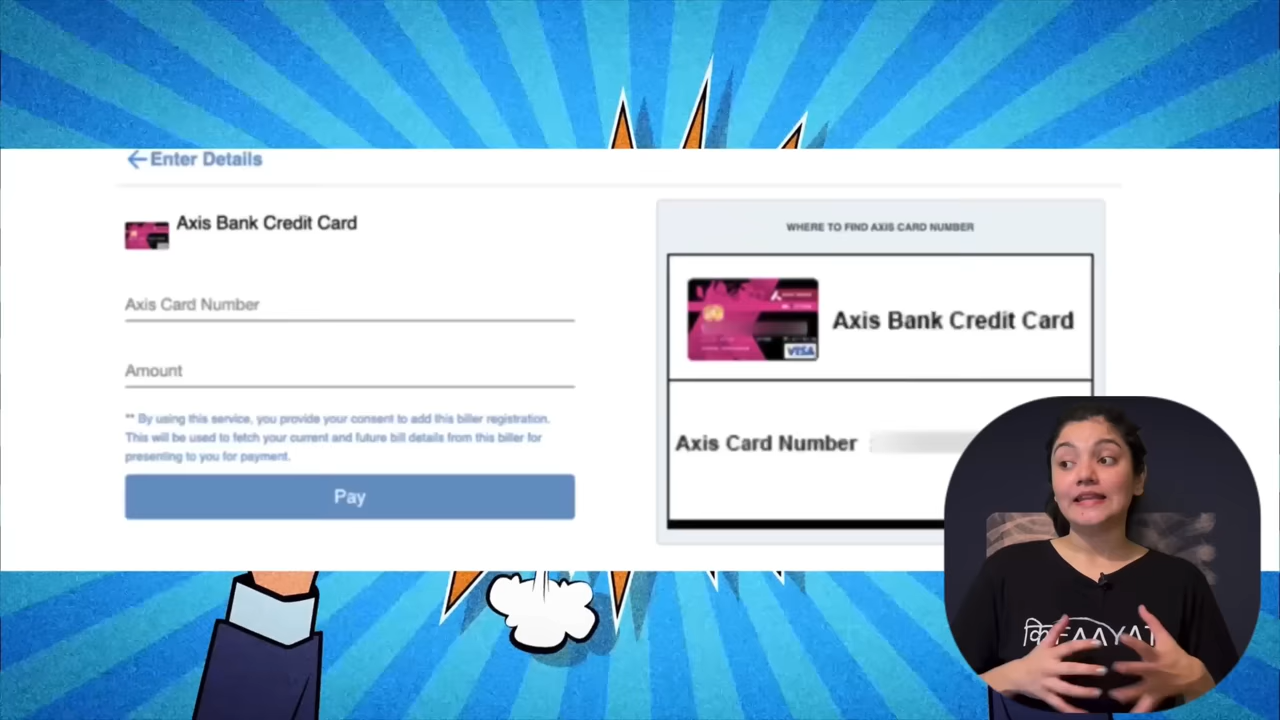 ←Enter Details
Axis Bank Credit Card
Axis Card Number
Amount
** By using this service, you provide your consent to add this biller registration.
This will be used to fetch your current and future bill details from this biller for
presenting to you for payment.
Pay
WHERE TO FIND AXIS CARD NUMBER
Axis Bank Credit Card
VISA
Axis Card Number
किFAAYAT